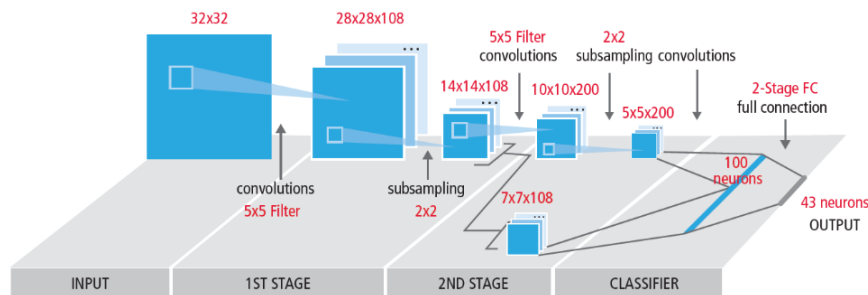 32x32
28x28x108
5x5 Filter
convolutions
2x2
subsampling
convolutions
14x14x108
10x10x200
5x5x200
2-Stage FC
full connection
convolutions
5x5 Filter
subsampling
2x2
7x7x108
100
neurons
43 neurons
OUTPUT
INPUT
1ST STAGE
2ND STAGE
CLASSIFIER